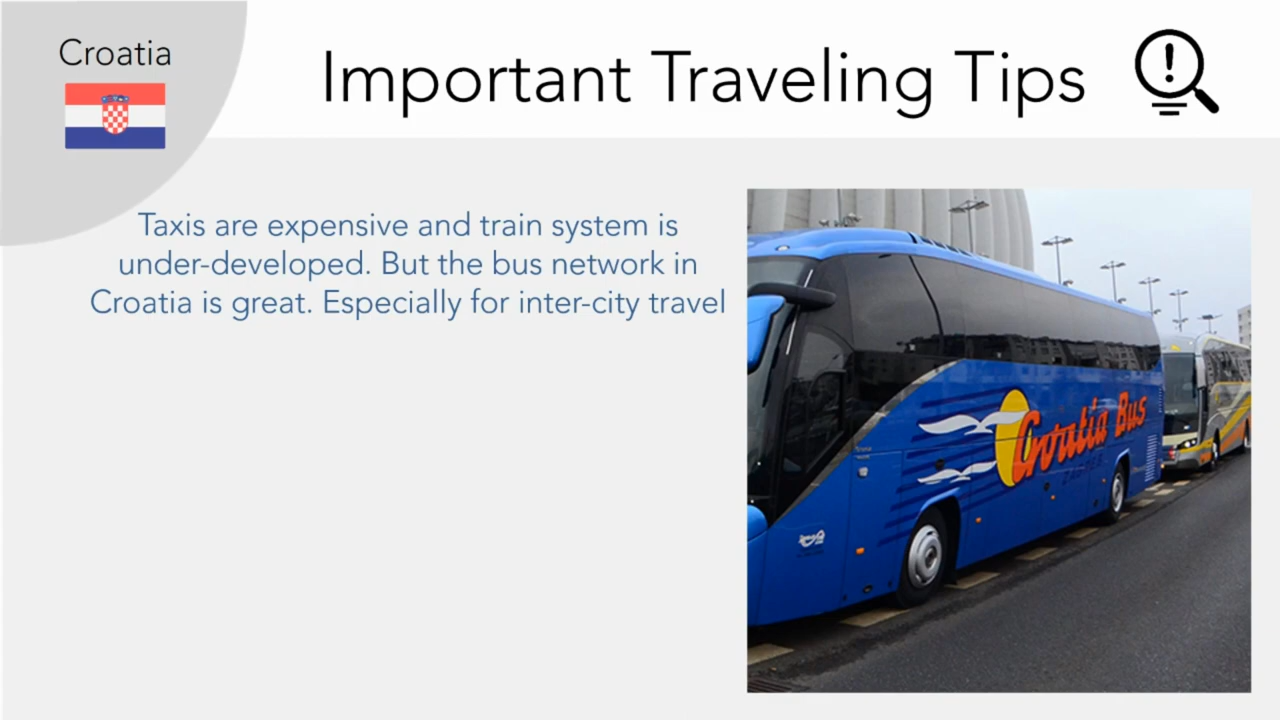 Croatia
Important Traveling Tips
Taxis are expensive and train system is
under-developed. But the bus network in
Croatia is great. Especially for inter-city travel
Croatia Bus
ZAGREB